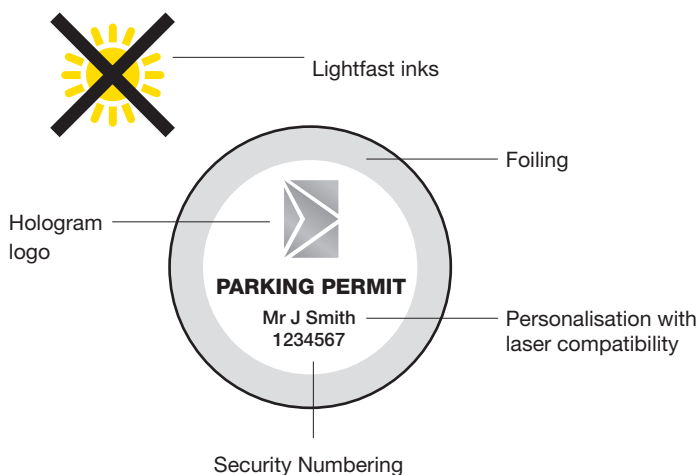 Lightfast inks
Foiling
Hologram
logo
PARKING PERMIT
Mr J Smith
1234567
Personalisation with
laser compatibility
Security Numbering